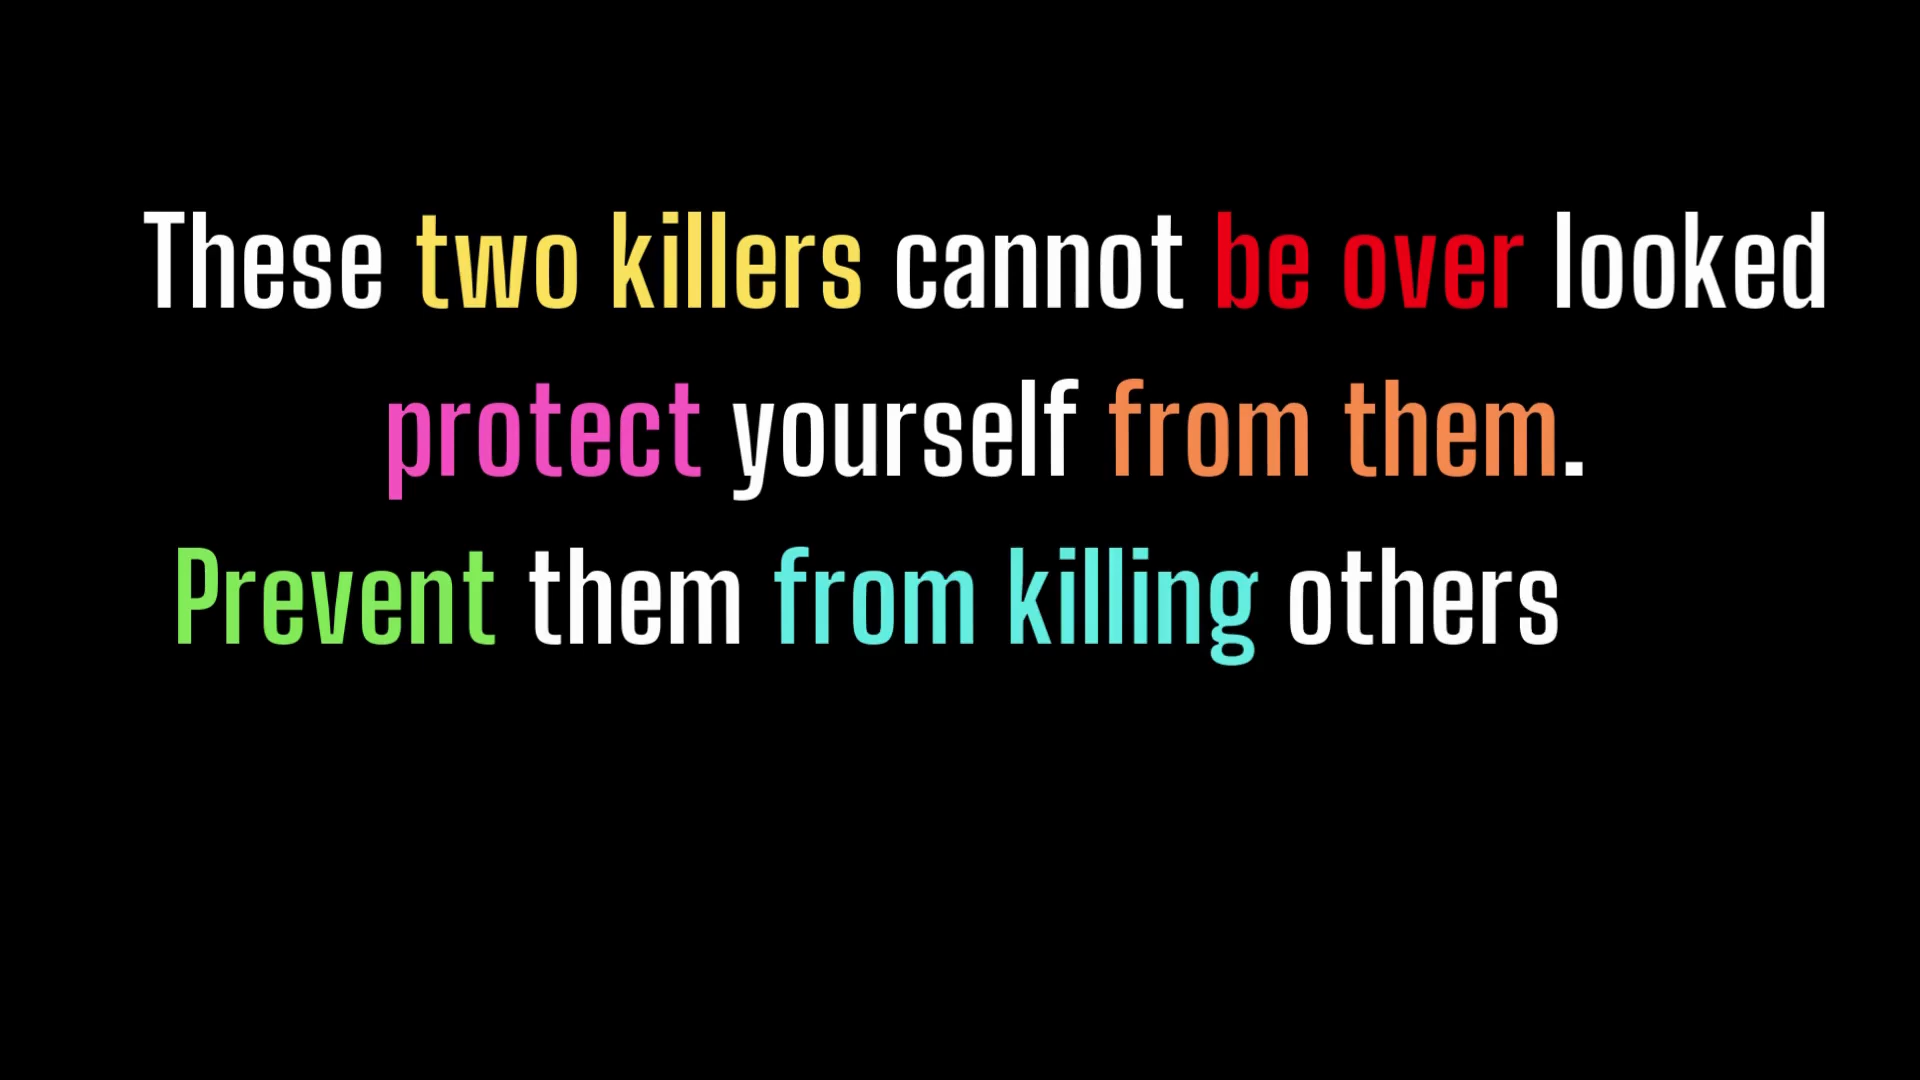 These two killers cannot be over looked
protect yourself from them.
Prevent them from killing others